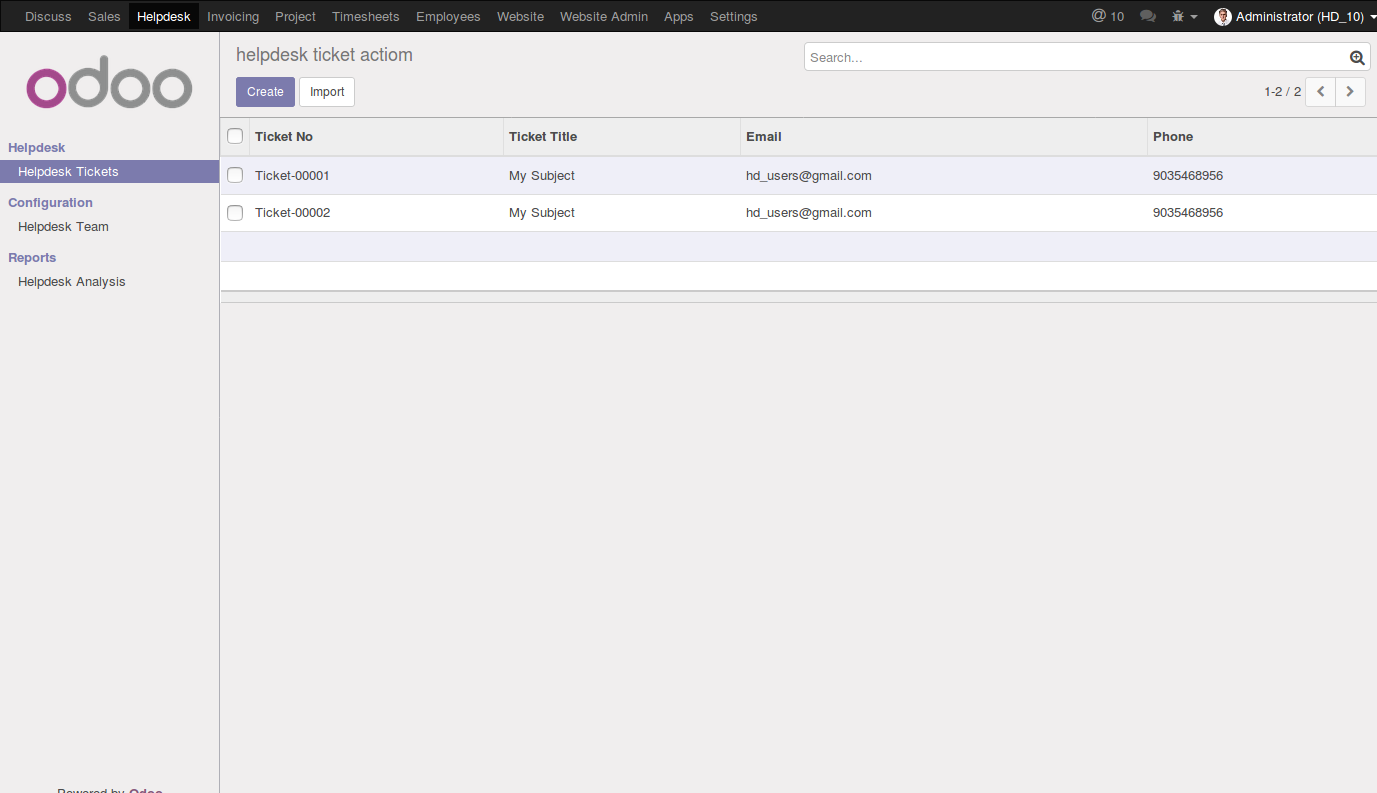 Discuss Sales Helpdesk Invoicing Project Timesheets Employees Website Website Admin Apps Settings @ 10 Administrator (HD_10)
odoo
helpdesk ticket actiom
Search...
Create Import
1-2 / 2
Helpdesk
Helpdesk Tickets
Configuration
Helpdesk Team
Reports
Helpdesk Analysis
Ticket No Ticket Title Email Phone
Ticket-00001 My Subject hd_users@gmail.com 9035468956
Ticket-00002 My Subject hd_users@gmail.com 9035468956
Powered by Odoo